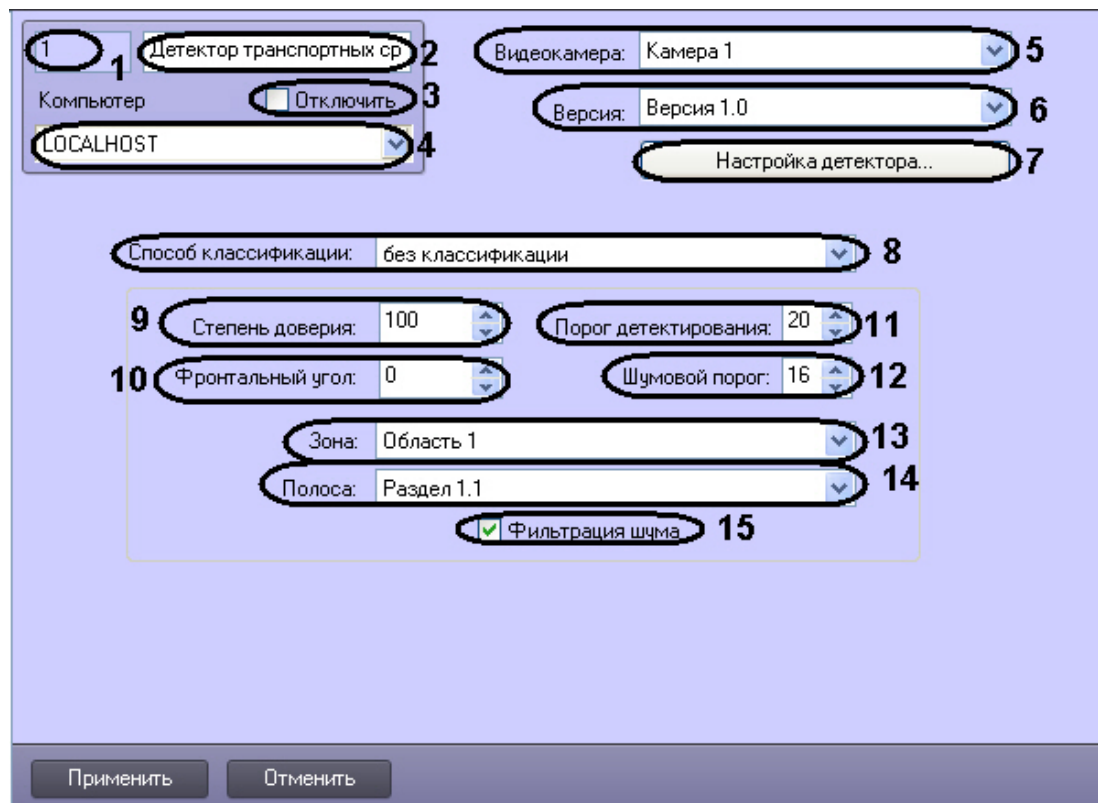 1 1 Детектор транспортных ср 2
Компьютер Отключить 3
LOCALHOST 4
Видеокамера: Камера 1 5
Версия: Версия 1.0 6
Настройка детектора... 7
Способ классификации: без классификации 8
9 Степень доверия: 100 Порог детектирования: 20 11
10 Фронтальный угол: 0 Шумовой порог: 16 12
Зона: Область 1 13
Полоса: Раздел 1.1 14
Фильтрация шума 15
Применить Отменить